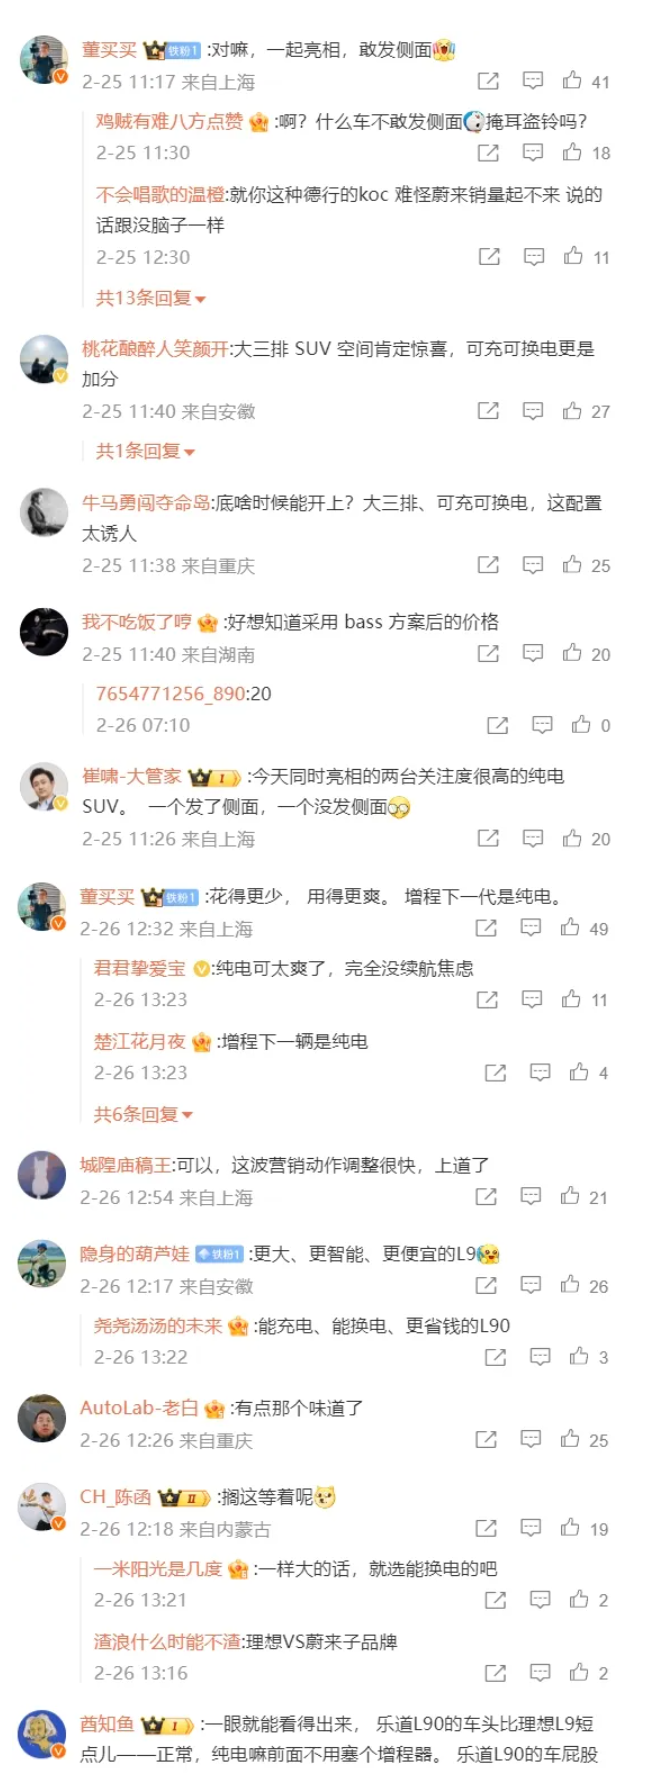 董买买 铁粉1 :对嘛，一起亮相，敢发侧面
2-25 11:17 来自上海 41
鸡贼有难八方点赞 :啊？什么车不敢发侧面掩耳盗铃吗？
2-25 11:30 18
不会唱歌的温橙:就你这种德行的koc 难怪蔚来销量起不来 说的
话跟没脑子一样
2-25 12:30 11
共13条回复
桃花酿醉人笑颜开:大三排 SUV 空间肯定惊喜，可充可换电更是
加分
2-25 11:40 来自安徽 27
共1条回复
牛马勇闯夺命岛:底啥时候能开上？大三排、可充可换电，这配置
太诱人
2-25 11:38 来自重庆 25
我不吃饭了哼 :好想知道采用 bass 方案后的价格
2-25 11:40 来自湖南 20
7654771256_890:20
2-26 07:10 0
崔啸-大管家 I :今天同时亮相的两台关注度很高的纯电
SUV。 一个发了侧面，一个没发侧面
2-25 11:26 来自上海 20
董买买 铁粉1 :花得更少， 用得更爽。 增程下一代是纯电。
2-26 12:32 来自上海 49
君君挚爱宝 :纯电可太爽了，完全没续航焦虑
2-26 13:23 11
楚江花月夜 :增程下一辆是纯电
2-26 13:23 4
共6条回复
城隍庙稿王:可以，这波营销动作调整很快，上道了
2-26 12:54 来自上海 21
隐身的葫芦娃 铁粉1 :更大、更智能、更便宜的L9
2-26 12:17 来自安徽 26
尧尧汤汤的未来 :能充电、能换电、更省钱的L90
2-26 13:22 3
AutoLab-老白 :有点那个味道了
2-26 12:26 来自重庆 25
CH_陈函 II :搁这等着呢
2-26 12:18 来自内蒙古 19
一米阳光是几度 :一样大的话，就选能换电的吧
2-26 13:21 2
渣浪什么时能不渣:理想VS蔚来子品牌
2-26 13:16 2
酋知鱼 I :一眼就能看得出来， 乐道L90的车头比理想L9短
点儿——正常，纯电嘛前面不用塞个增程器。 乐道L90的车屁股